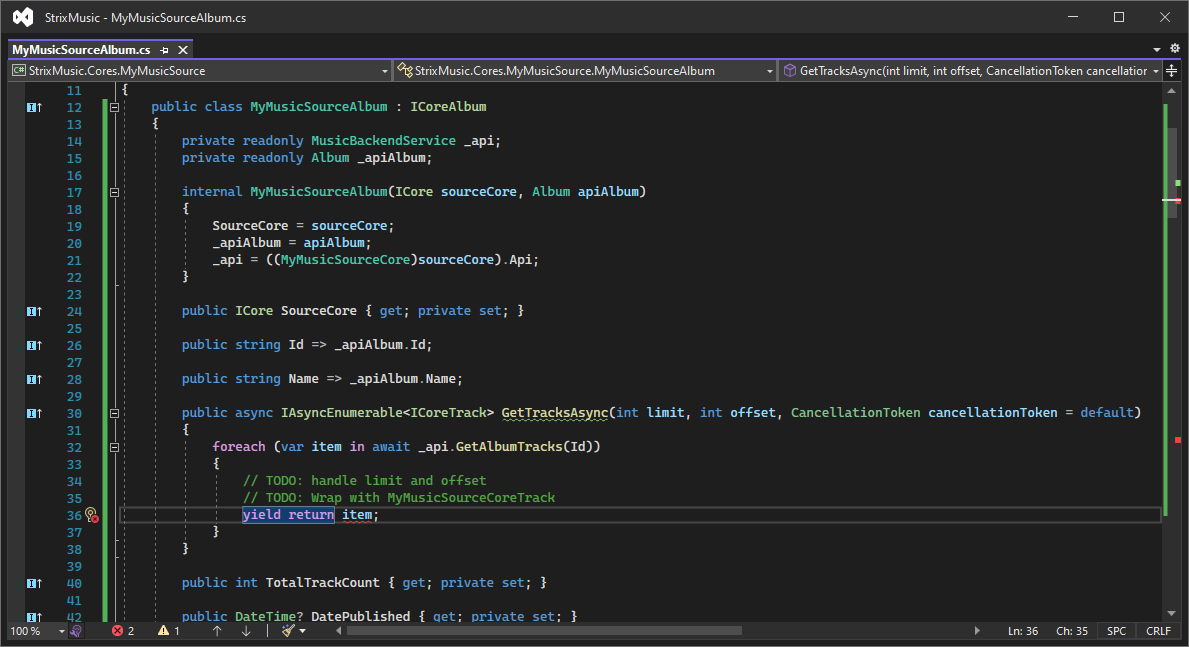 StrixMusic - MyMusicSourceAlbum.cs
MyMusicSourceAlbum.cs
C# StrixMusic.Cores.MyMusicSource StrixMusic.Cores.MyMusicSource.MyMusicSourceAlbum GetTracksAsync(int limit, int offset, CancellationToken cancellation
11 {
12 public class MyMusicSourceAlbum : ICoreAlbum
13 {
14 private readonly MusicBackendService _api;
15 private readonly Album _apiAlbum;
16
17 internal MyMusicSourceAlbum(ICore sourceCore, Album apiAlbum)
18 {
19 SourceCore = sourceCore;
20 _apiAlbum = apiAlbum;
21 _api = ((MyMusicSourceCore)sourceCore).Api;
22 }
23
24 public ICore SourceCore { get; private set; }
25
26 public string Id => _apiAlbum.Id;
27
28 public string Name => _apiAlbum.Name;
29
30 public async IAsyncEnumerable<ICoreTrack> GetTracksAsync(int limit, int offset, CancellationToken cancellationToken = default)
31 {
32 foreach (var item in await _api.GetAlbumTracks(Id))
33 {
34 // TODO: handle limit and offset
35 // TODO: Wrap with MyMusicSourceCoreTrack
36 yield return item;
37 }
38 }
39
40 public int TotalTrackCount { get; private set; }
41
42 public DateTime? DatePublished { get; private set; }
100 % 2 1 Ln: 36 Ch: 35 SPC CRLF